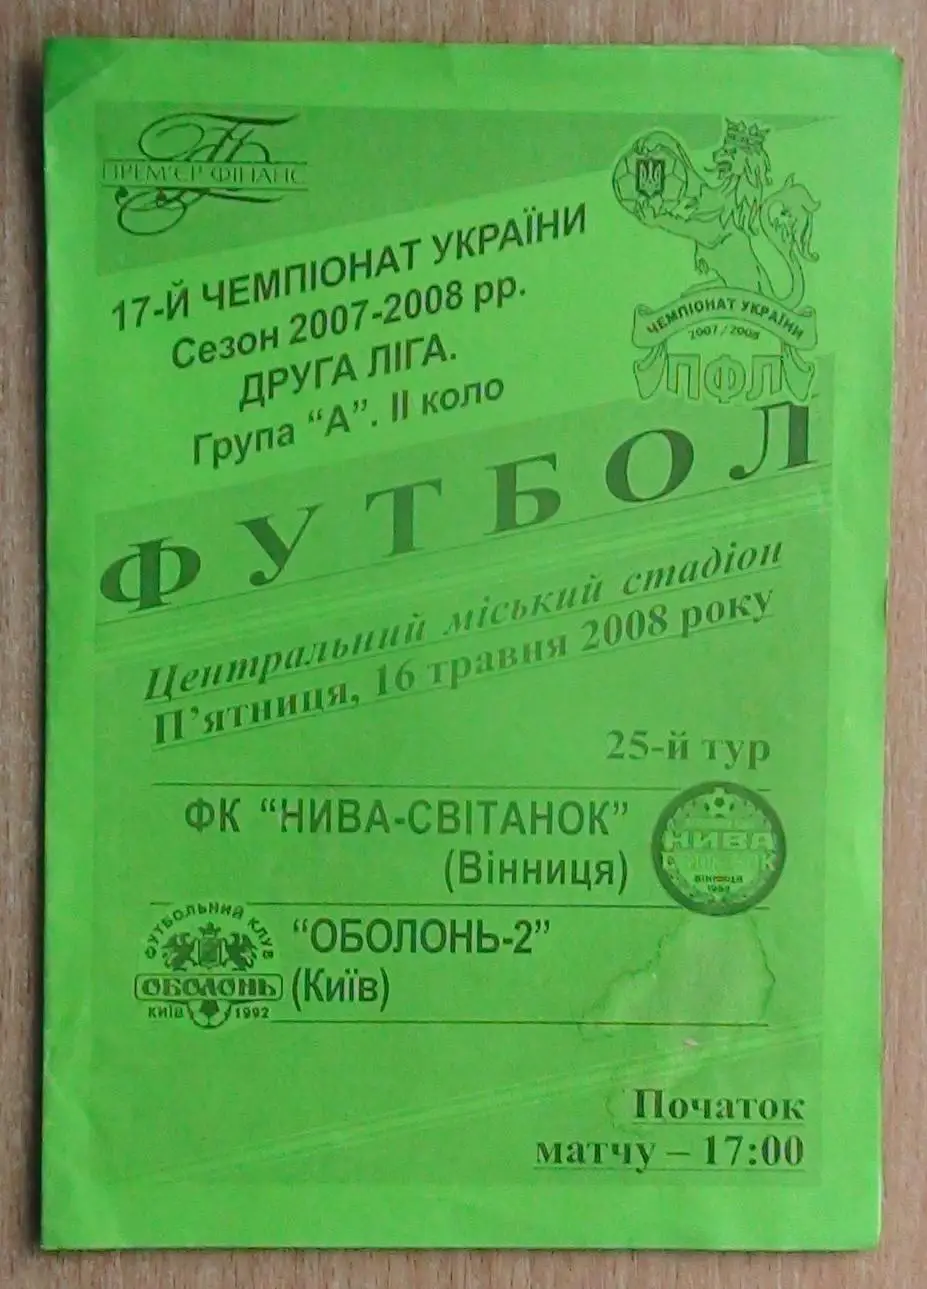 ПРЕМ'ЄР ФІНАНС
17-Й ЧЕМПІОНАТ УКРАЇНИ
Сезон 2007-2008 рр.
ДРУГА ЛІГА.
Група "А". ІІ коло
ЧЕМПІОНАТ УКРАЇНИ
2007/2008
ПФЛ
ФУТБОЛ
Центральний міський стадіон
П'ятниця, 16 травня 2008 року
25-й тур
ФК "НИВА-СВІТАНОК"
(Вінниця)
НИВА
ВІННИЦЯ
ФУТБОЛЬНИЙ КЛУБ
ОБОЛОНЬ
КИЇВ 1992
"ОБОЛОНЬ-2"
(Київ)
Початок
матчу – 17:00